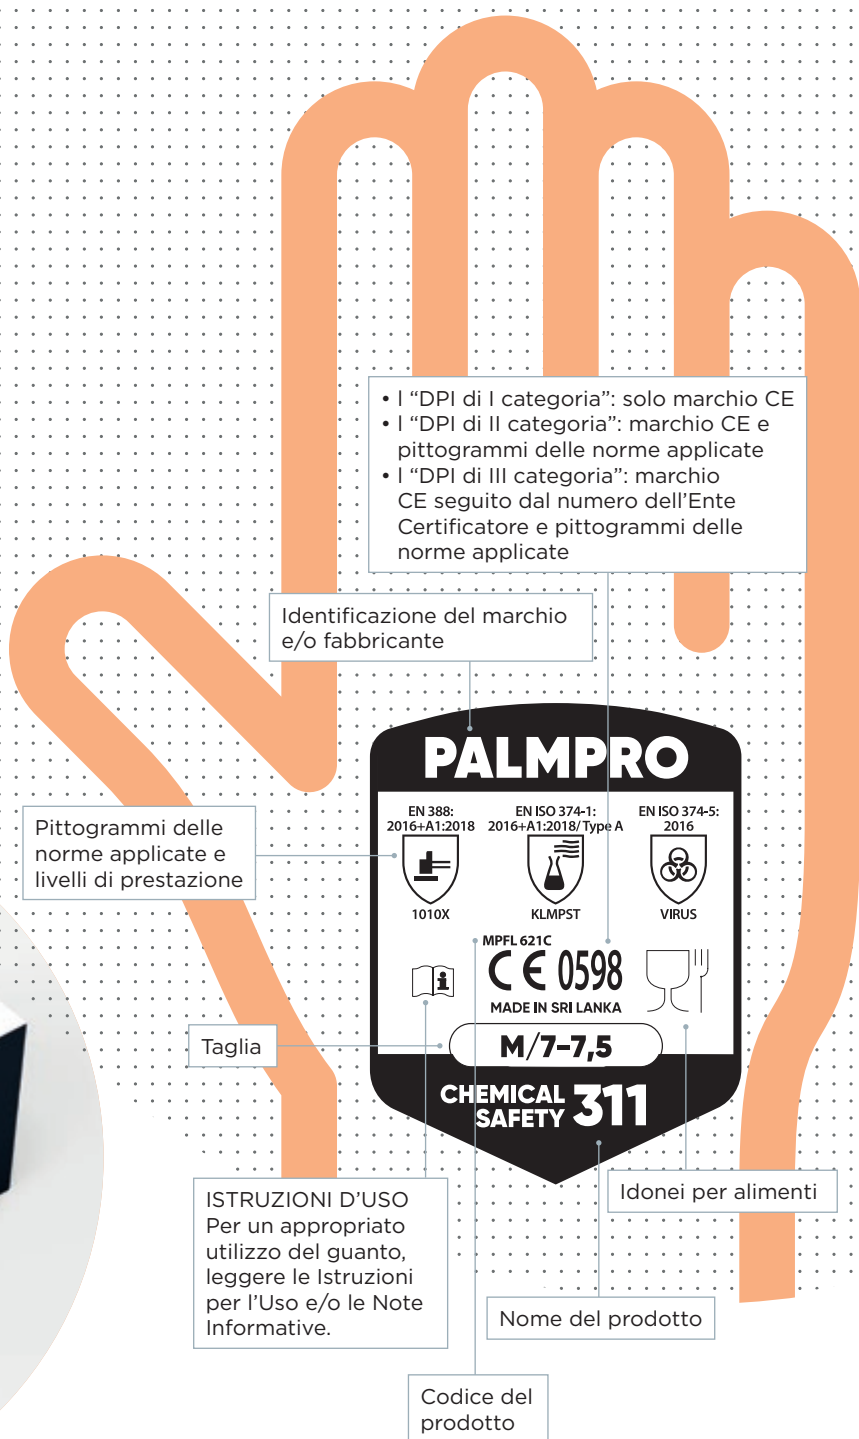 • I “DPI di I categoria”: solo marchio CE
• I “DPI di II categoria”: marchio CE e
pittogrammi delle norme applicate
• I “DPI di III categoria”: marchio
CE seguito dal numero dell’Ente
Certificatore e pittogrammi delle
norme applicate
Identificazione del marchio
e/o fabbricante
PALMPRO
EN 388:
2016+A1:2018
EN ISO 374-1:
2016+A1:2018/Type A
EN ISO 374-5:
2016
Pittogrammi delle
norme applicate e
livelli di prestazione
1010X
KLMPST
VIRUS
MPFL 621C
CE 0598
MADE IN SRI LANKA
Taglia
M/7-7,5
CHEMICAL
SAFETY 311
ISTRUZIONI D’USO
Per un appropriato
utilizzo del guanto,
leggere le Istruzioni
per l’Uso e/o le Note
Informative.
Idonei per alimenti
Nome del prodotto
Codice del
prodotto